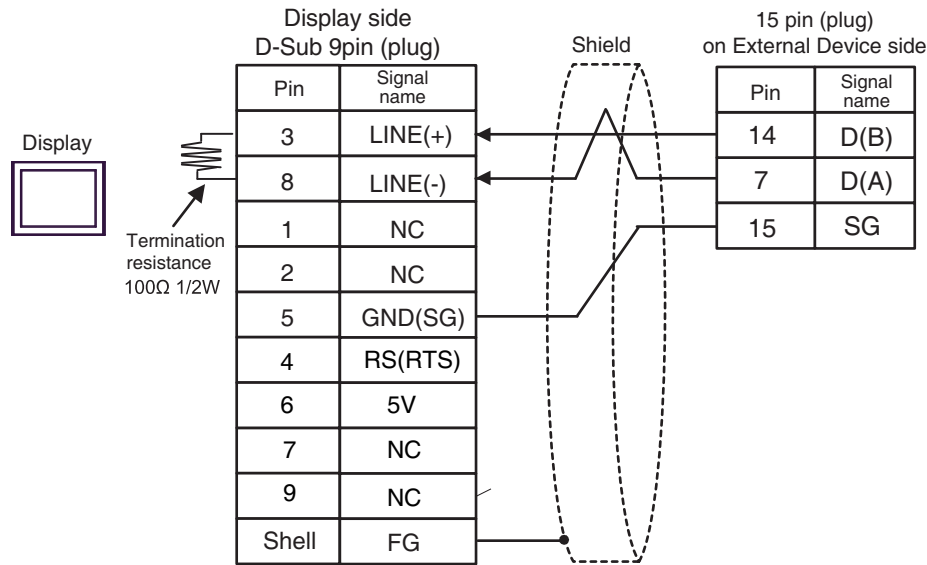 Display side
D-Sub 9pin (plug)
Shield
15 pin (plug)
on External Device side
Display
Termination
resistance
100Ω 1/2W
Pin Signal name
3 LINE(+)
8 LINE(-)
1 NC
2 NC
5 GND(SG)
4 RS(RTS)
6 5V
7 NC
9 NC
Shell FG
Pin Signal name
14 D(B)
7 D(A)
15 SG